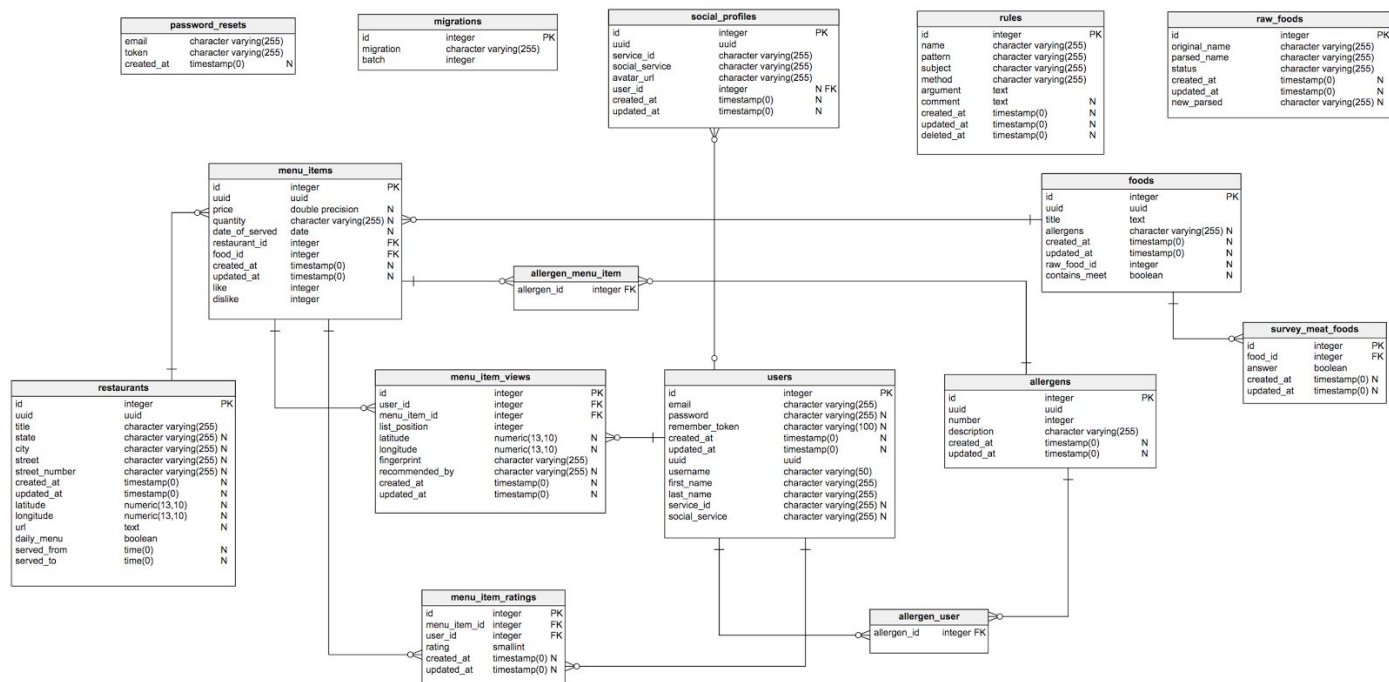 password_resets
email character varying(255)
token character varying(255)
created_at timestamp(0) N
migrations
id integer PK
migration character varying(255)
batch integer
social_profiles
id integer PK
uuid uuid
service_id character varying(255)
social_service character varying(255)
avatar_url character varying(255)
user_id integer N FK
created_at timestamp(0) N
updated_at timestamp(0) N
rules
id integer PK
name character varying(255)
pattern character varying(255)
subject character varying(255)
method character varying(255)
argument text
comment text N
created_at timestamp(0) N
updated_at timestamp(0) N
deleted_at timestamp(0) N
raw_foods
id integer PK
original_name character varying(255)
parsed_name character varying(255)
status character varying(255)
created_at timestamp(0) N
updated_at timestamp(0) N
new_parsed character varying(255) N
menu_items
id integer PK
uuid uuid
price double precision N
quantity character varying(255) N
date_of_served date N
restaurant_id integer FK
food_id integer FK
created_at timestamp(0) N
updated_at timestamp(0) N
like integer
dislike integer
foods
id integer PK
uuid uuid
title text
allergens character varying(255) N
created_at timestamp(0) N
updated_at timestamp(0) N
raw_food_id integer N
contains_meet boolean N
allergen_menu_item
allergen_id integer FK
survey_meat_foods
id integer PK
food_id integer FK
answer boolean
created_at timestamp(0) N
updated_at timestamp(0) N
restaurants
id integer PK
uuid uuid
title character varying(255)
state character varying(255) N
city character varying(255) N
street character varying(255) N
street_number character varying(255) N
created_at timestamp(0) N
updated_at timestamp(0) N
latitude numeric(13,10) N
longitude numeric(13,10) N
url text N
daily_menu boolean
served_from time(0) N
served_to time(0) N
menu_item_views
id integer PK
user_id integer FK
menu_item_id integer FK
list_position integer
latitude numeric(13,10) N
longitude numeric(13,10) N
fingerprint character varying(255)
recommended_by character varying(255) N
created_at timestamp(0) N
updated_at timestamp(0) N
users
id integer PK
email character varying(255)
password character varying(255) N
remember_token character varying(100) N
created_at timestamp(0) N
updated_at timestamp(0) N
uuid uuid
username character varying(50)
first_name character varying(255)
last_name character varying(255)
service_id character varying(255) N
social_service character varying(255) N
allergens
id integer PK
uuid uuid
number integer
description character varying(255)
created_at timestamp(0) N
updated_at timestamp(0) N
menu_item_ratings
id integer PK
menu_item_id integer FK
user_id integer FK
rating smallint
created_at timestamp(0) N
updated_at timestamp(0) N
allergen_user
allergen_id integer FK